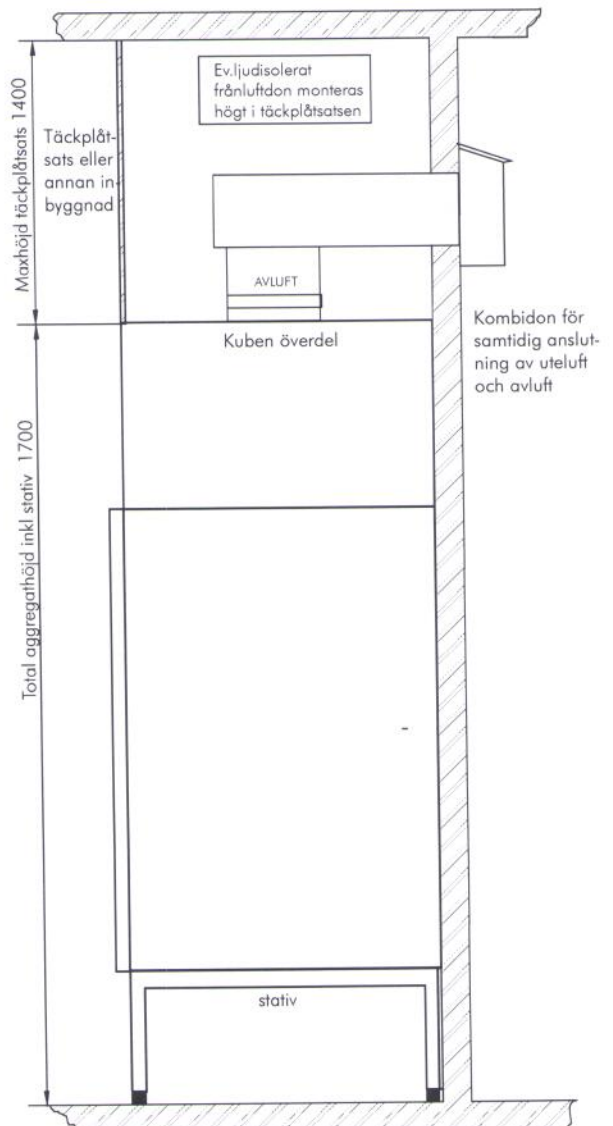 Ev.ljudisolerat
frånluftdon monteras
högt i täckplåtsatsen
Maxhöjd täckplåtsats 1400
Täckplåt-
sats eller
annan in-
byggnad
AVLUFT
Kuben överdel
Kombidon för
samtidig anslut-
ning av uteluft
och avluft
Total aggregathöjd inkl stativ 1700
stativ